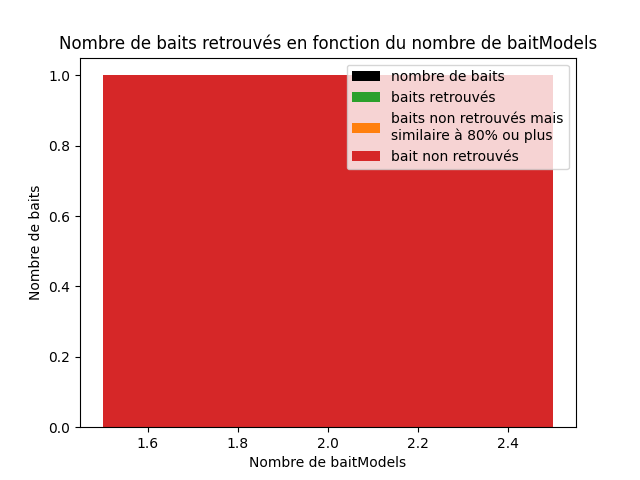 Nombre de baits retrouvés en fonction du nombre de baitModels
nombre de baits
baits retrouvés
baits non retrouvés mais
similaire à 80% ou plus
bait non retrouvés
Nombre de baits
1.0
0.8
0.6
0.4
0.2
0.0
1.6
1.8
2.0
2.2
2.4
Nombre de baitModels